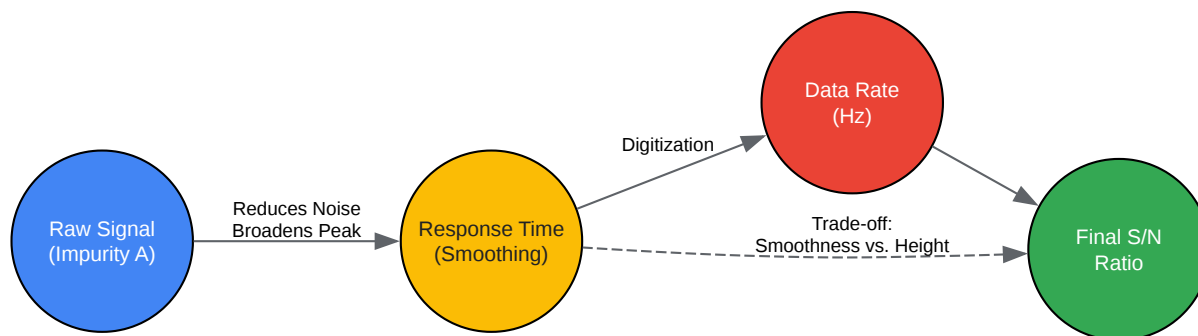 Raw Signal
(Impurity A)
Reduces Noise
Broadens Peak
Response Time
(Smoothing)
Digitization
Data Rate
(Hz)
Trade-off:
Smoothness vs. Height
Final S/N
Ratio